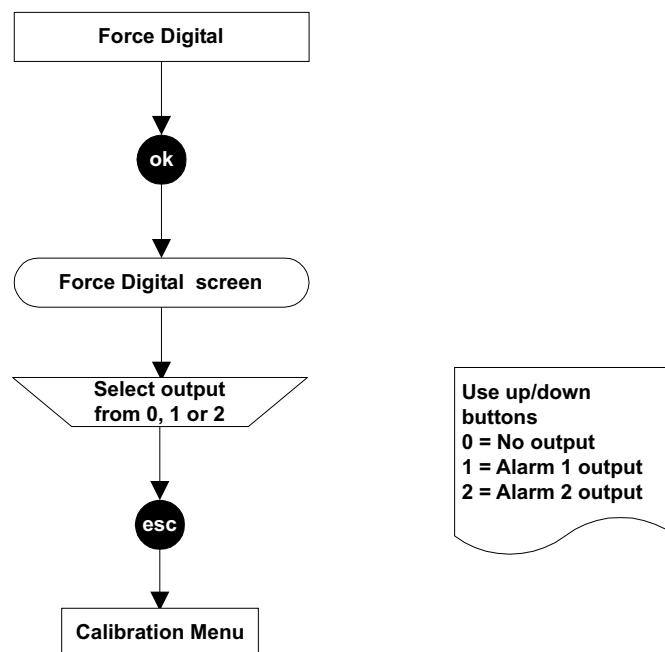 Force Digital
ok
Force Digital screen
Select output
from 0, 1 or 2
Use up/down
buttons
0 = No output
1 = Alarm 1 output
2 = Alarm 2 output
esc
Calibration Menu